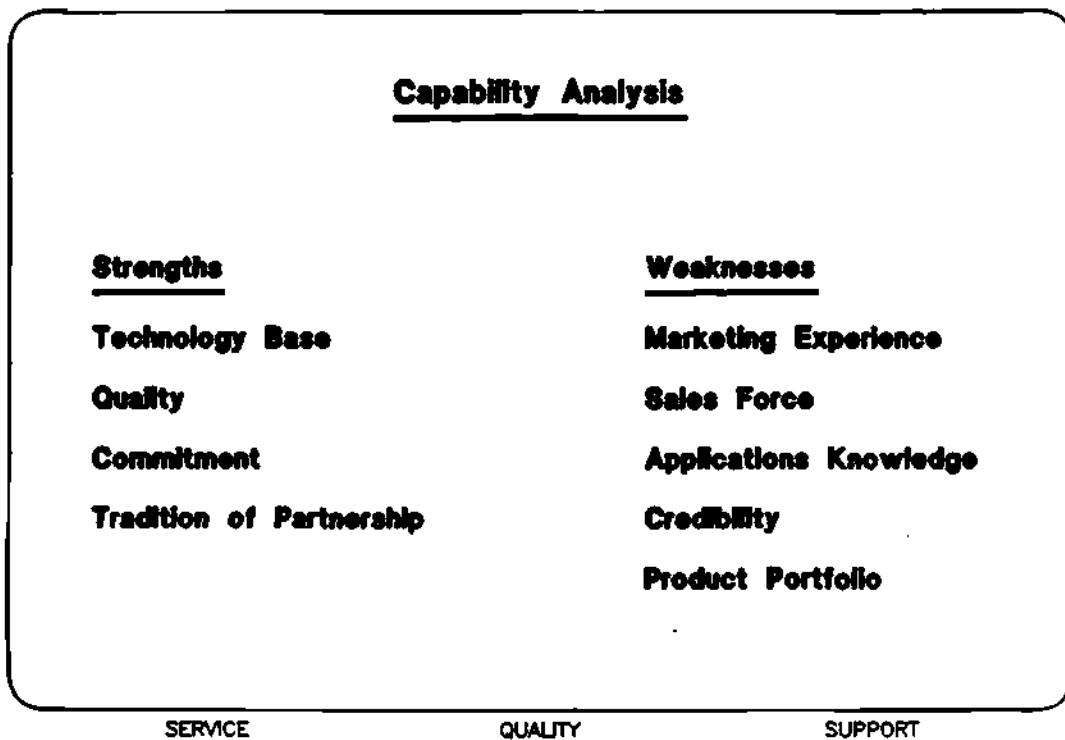 Capability Analysis
Strengths
Technology Base
Quality
Commitment
Tradition of Partnership
Weaknesses
Marketing Experience
Sales Force
Applications Knowledge
Credibility
Product Portfolio
SERVICE QUALITY SUPPORT